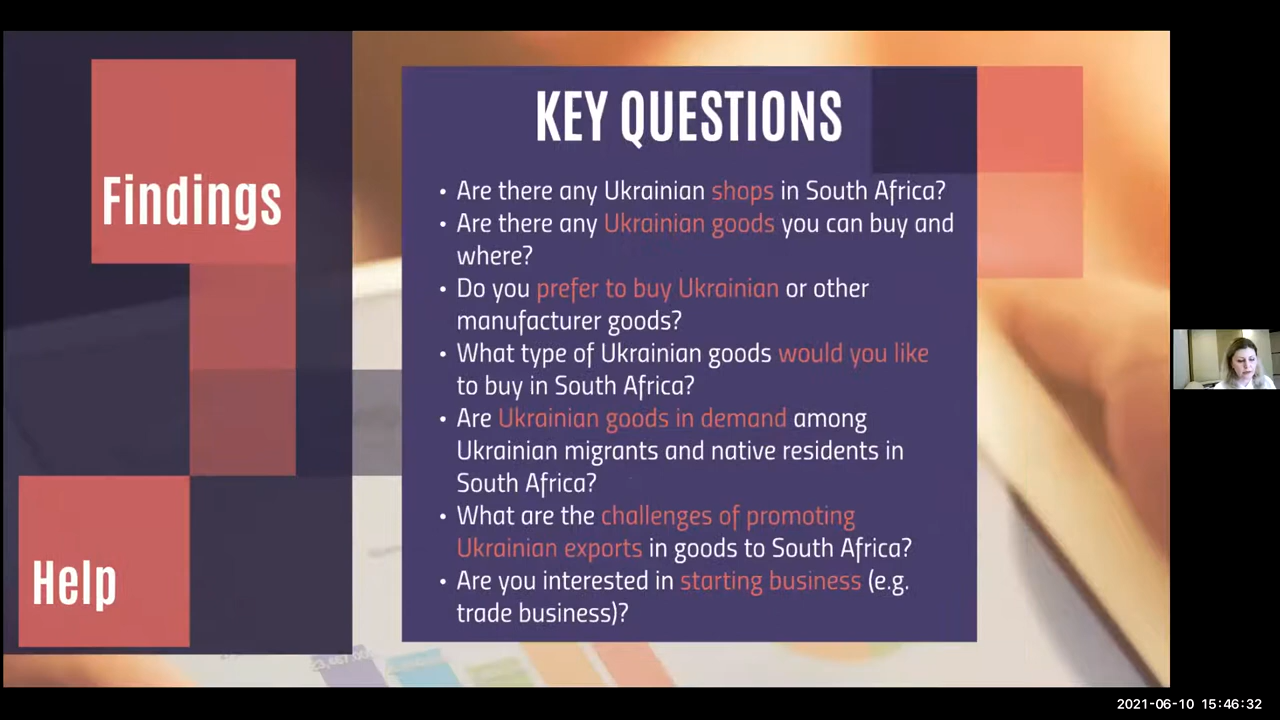 Findings
Help
KEY QUESTIONS
• Are there any Ukrainian shops in South Africa?
• Are there any Ukrainian goods you can buy and
where?
• Do you prefer to buy Ukrainian or other
manufacturer goods?
• What type of Ukrainian goods would you like
to buy in South Africa?
• Are Ukrainian goods in demand among
Ukrainian migrants and native residents in
South Africa?
• What are the challenges of promoting
Ukrainian exports in goods to South Africa?
• Are you interested in starting business (e.g.
trade business)?
2021-06-10 15:46:32